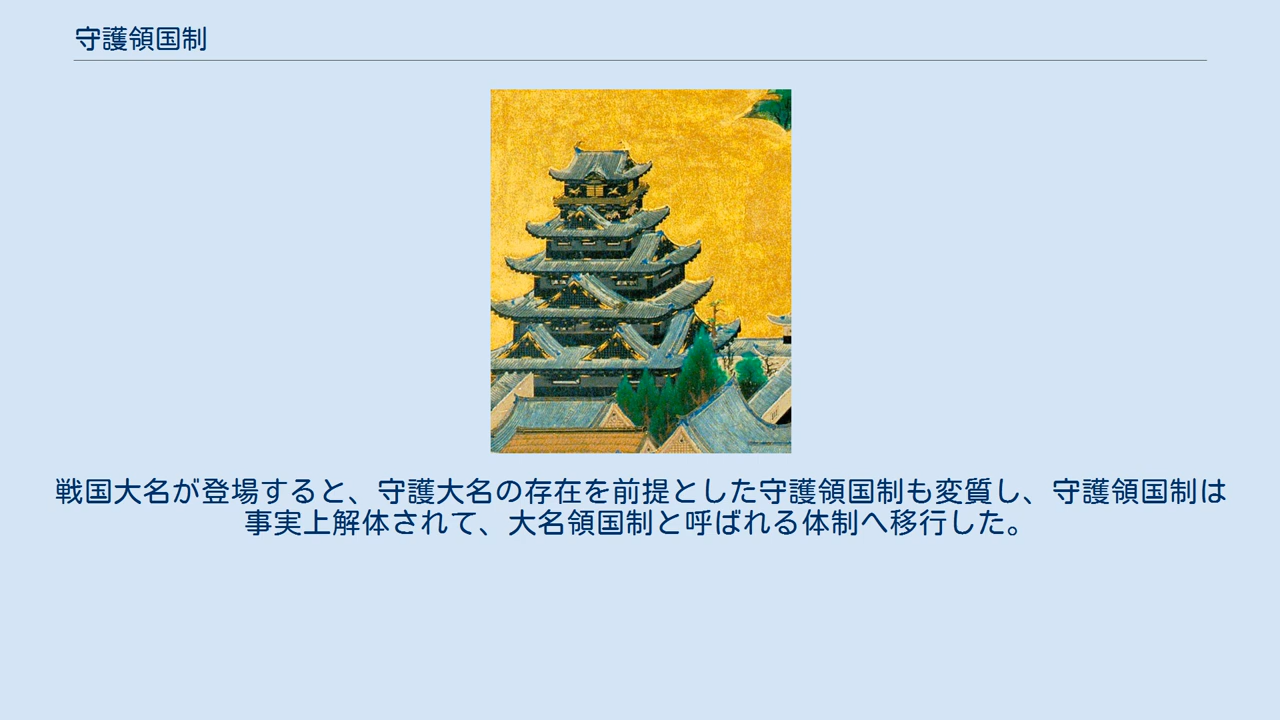 守護領国制
戦国大名が登場すると、守護大名の存在を前提とした守護領国制も変質し、守護領国制は
事実上解体されて、大名領国制と呼ばれる体制へ移行した。